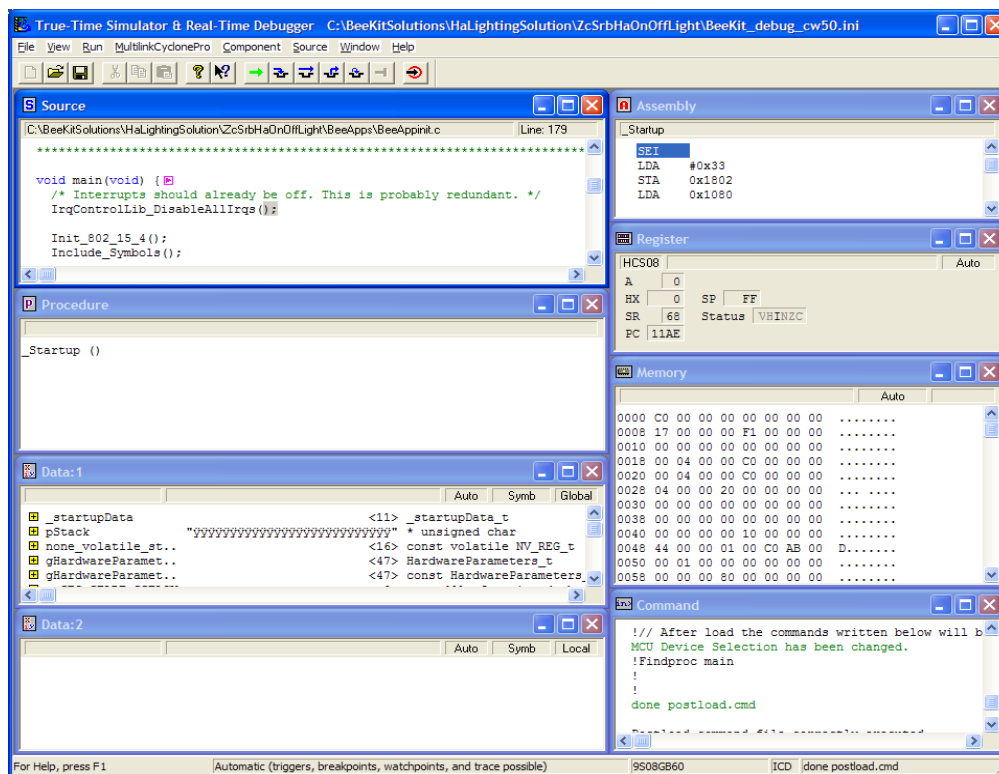 True-Time Simulator & Real-Time Debugger C:\BeeKitSolutions\HaLightingSolution\ZcSrbHaOnOffLight\BeeKit_debug_cw50.ini
File View Run MultilinkCyclonePro Component Source Window Help
Source
C:\BeeKitSolutions\HaLightingSolution\ZcSrbHaOnOffLight\BeeApps\BeeAppinit.c Line: 179
void main(void) {
/* Interrupts should already be off. This is probably redundant. */
IrqControlLib_DisableAllIrqs();
Init_802_15_4();
Include_Symbols();
Procedure
_Startup ()
Data:1
Auto Symb Global
_startupData <11> _startupData_t
pStack "ÿÿÿÿÿÿÿÿÿÿÿÿÿÿÿÿÿÿÿÿÿÿÿÿÿÿÿ" * unsigned char
none_volatile_st.. <16> const volatile NV_REG_t
gHardwareParamet.. <47> HardwareParameters_t
gHardwareParamet.. <47> const HardwareParameters_
Data:2
Auto Symb Local
Assembly
_Startup
SEI
LDA #0x33
STA 0x1802
LDA 0x1080
Register
HCS08 Auto
A 0
HX 0 SP FF
SR 68 Status VHINZC
PC 11AE
Memory
Auto
0000 C0 00 00 00 00 00 00 00 ........
0008 17 00 00 00 F1 00 00 00 ........
0010 00 00 00 00 00 00 00 00 ........
0018 00 04 00 00 C0 00 00 00 ........
0020 00 04 00 00 C0 00 00 00 ........
0028 04 00 00 20 00 00 00 00 ... ....
0030 00 00 00 00 00 00 00 00 ........
0038 00 00 00 00 00 00 00 00 ........
0040 00 00 00 00 10 00 00 00 ........
0048 44 00 00 01 00 C0 AB 00 D.......
0050 00 01 00 00 00 00 00 00 ........
0058 00 00 00 80 00 00 00 00 ........
Command
!// After load the commands written below will b
MCU Device Selection has been changed.
!Findproc main
!
!
done postload.cmd
For Help, press F1 Automatic (triggers, breakpoints, watchpoints, and trace possible) 9S08GB60 ICD done postload.cmd